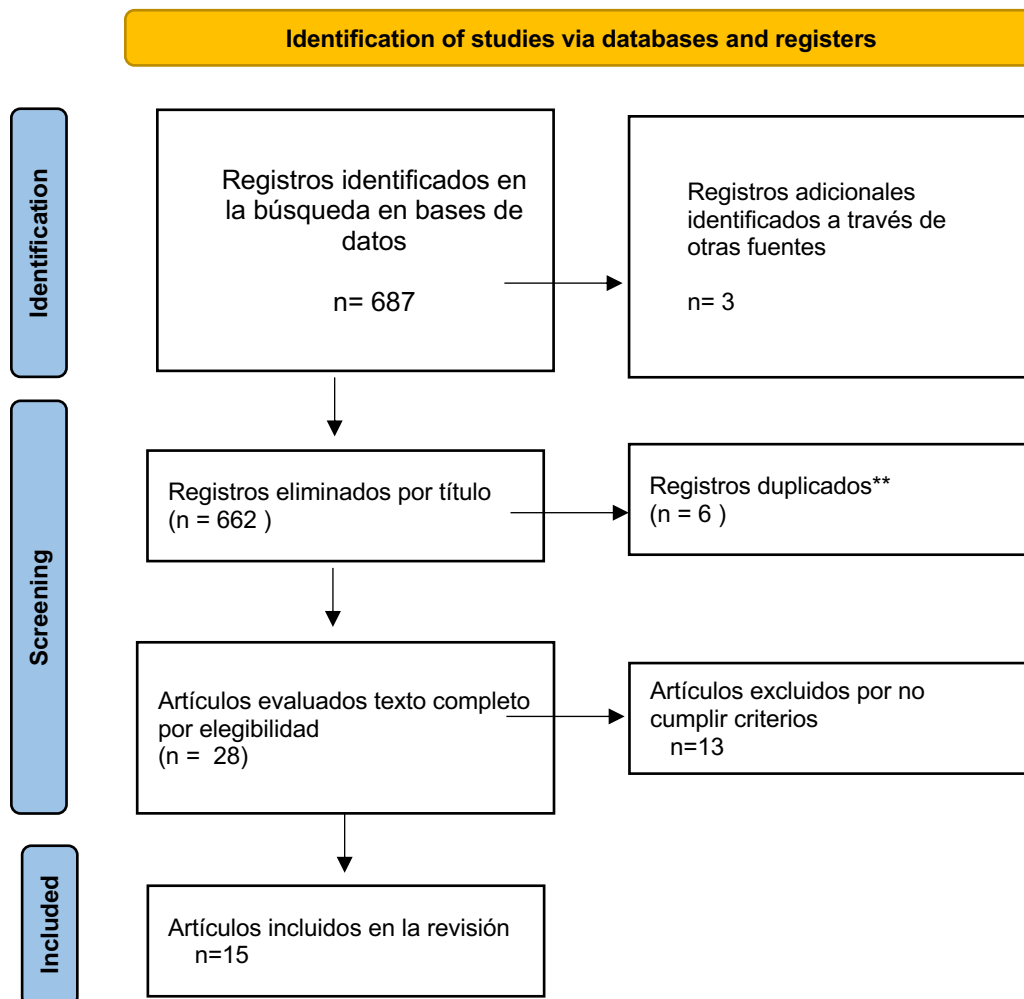 Identification of studies via databases and registers
Identification
Registros identificados en
la búsqueda en bases de
datos
n= 687
Registros adicionales
identificados a través de
otras fuentes
n= 3
Screening
Registros eliminados por título
(n = 662 )
Registros duplicados**
(n = 6 )
Artículos evaluados texto completo
por elegibilidad
(n = 28)
Artículos excluidos por no
cumplir criterios
n=13
Included
Artículos incluidos en la revisión
n=15